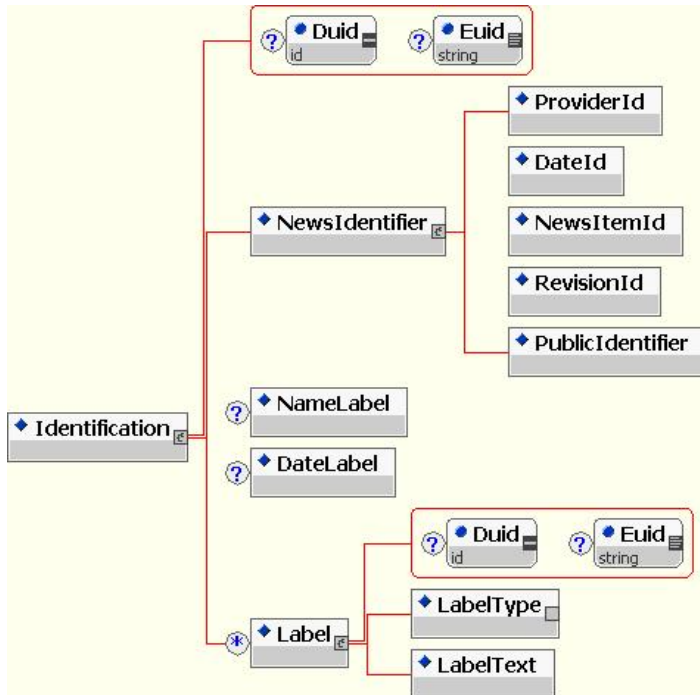 ? Duid ? Euid
id string
ProviderId
DateId
NewsIdentifier
NewsItemId
RevisionId
PublicIdentifier
? NameLabel
Identification
? DateLabel
? Duid ? Euid
id string
LabelType
* Label
LabelText